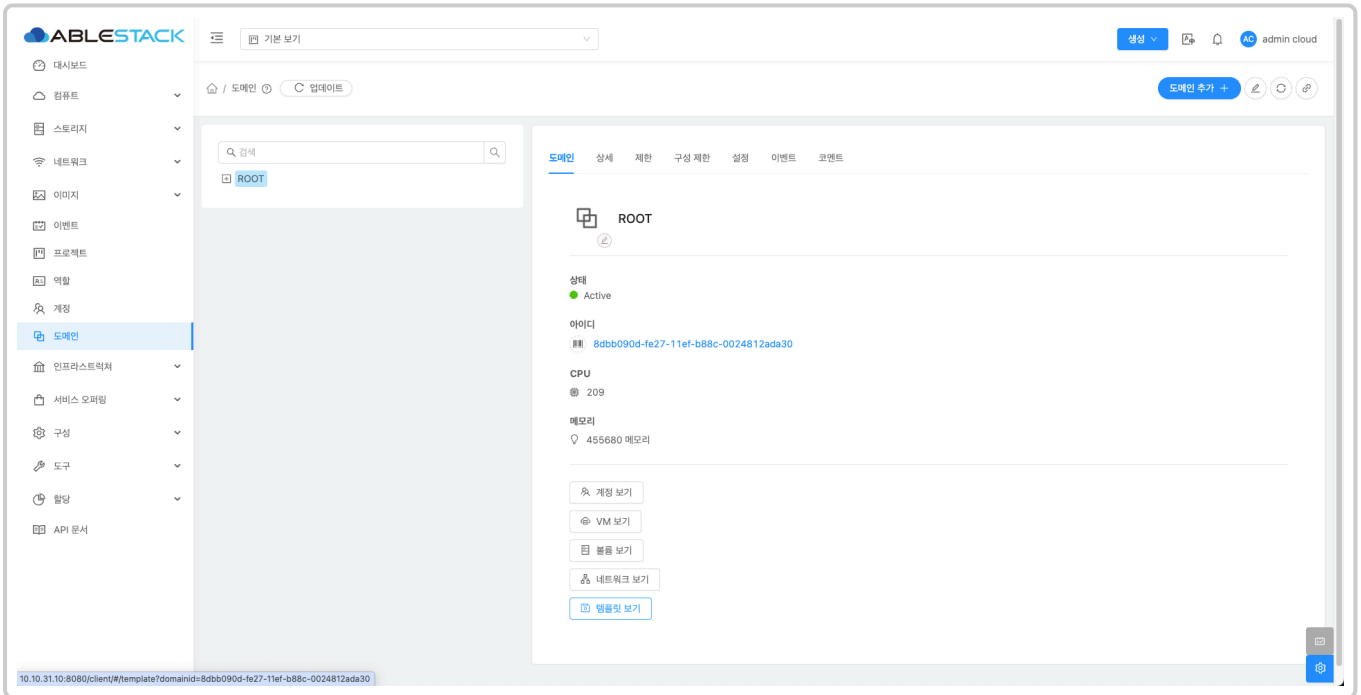 ABLESTACK
기본 보기
생성
AC admin cloud
대시보드
컴퓨트
스토리지
네트워크
이미지
이벤트
프로젝트
역할
계정
도메인
인프라스트럭쳐
서비스 오퍼링
구성
도구
할당
API 문서
/ 도메인 업데이트
도메인 추가 +
검색
ROOT
도메인 상세 제한 구성 제한 설정 이벤트 코멘트
ROOT
상태
Active
아이디
8dbb090d-fe27-11ef-b88c-0024812ada30
CPU
209
메모리
455680 메모리
계정 보기
VM 보기
볼륨 보기
네트워크 보기
템플릿 보기
10.10.31.10:8080/client/#/template?domainid=8dbb090d-fe27-11ef-b88c-0024812ada30